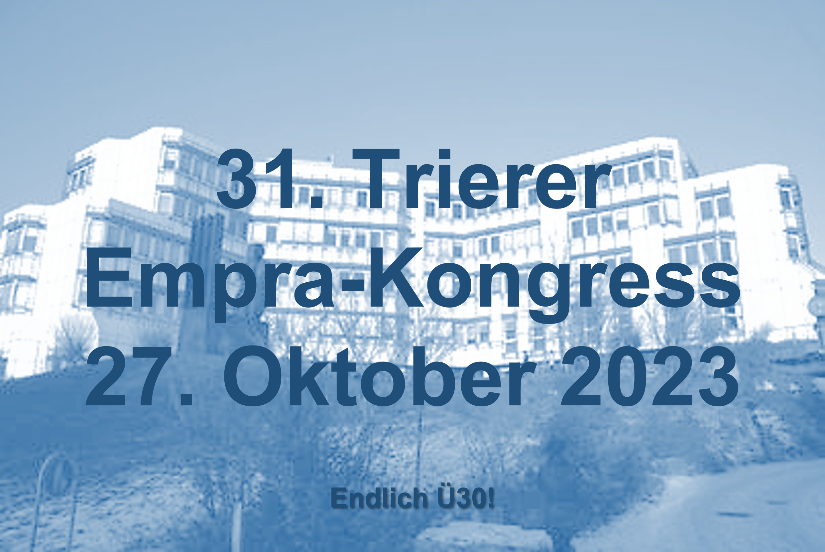 31. Trierer
Empra-Kongress
27. Oktober 2023
Endlich Ü30!